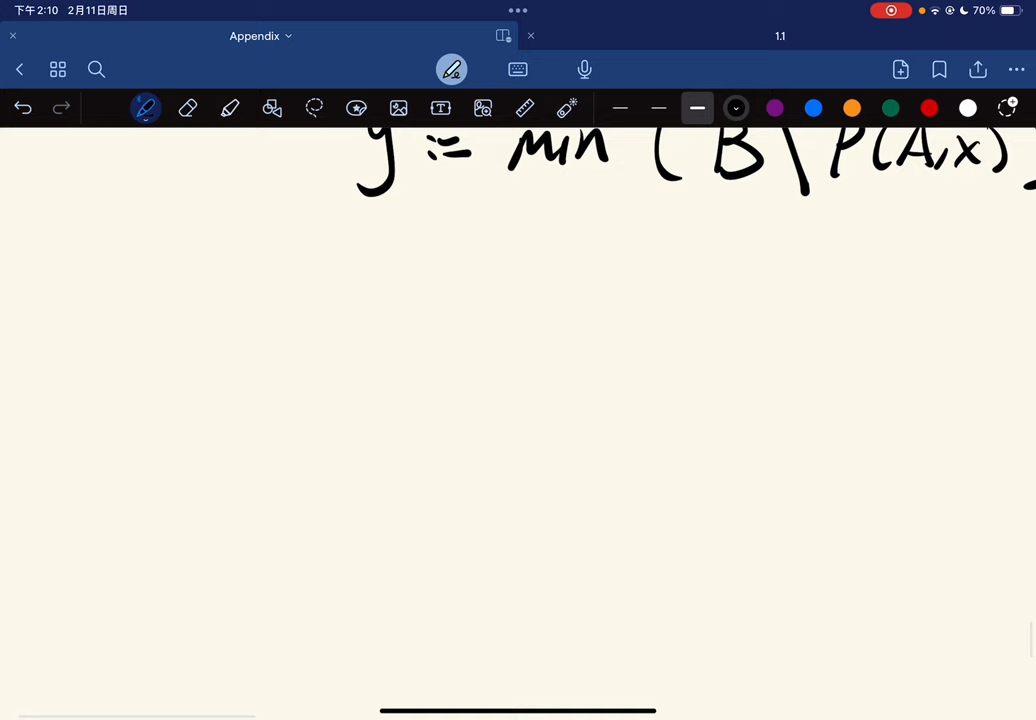 下午2:10 2月11日周日
70%
Appendix
1.1
y := min ( B \ P(A,x)